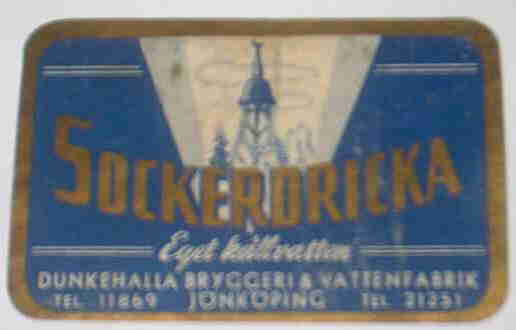 SOCKERDRICKA
Eget källvatten
DUNKEHALLA BRYGGERI & VATTENFABRIK
TEL. 11869 JÖNKÖPING TEL. 21251